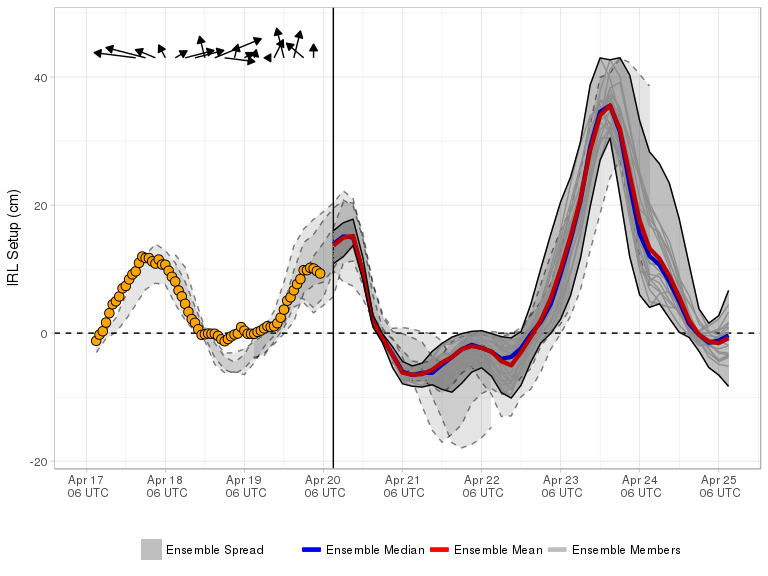 IRL Setup (cm)
40
20
0
-20
Apr 17 Apr 18 Apr 19 Apr 20 Apr 21 Apr 22 Apr 23 Apr 24 Apr 25
06 UTC 06 UTC 06 UTC 06 UTC 06 UTC 06 UTC 06 UTC 06 UTC 06 UTC
Ensemble Spread Ensemble Median Ensemble Mean Ensemble Members